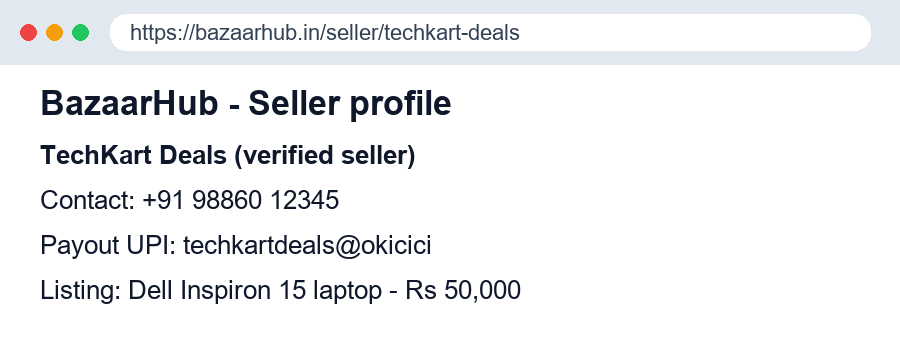 https://bazaarhub.in/seller/techkart-deals
BazaarHub - Seller profile
TechKart Deals (verified seller)
Contact: +91 98860 12345
Payout UPI: techkartdeals@okicici
Listing: Dell Inspiron 15 laptop - Rs 50,000